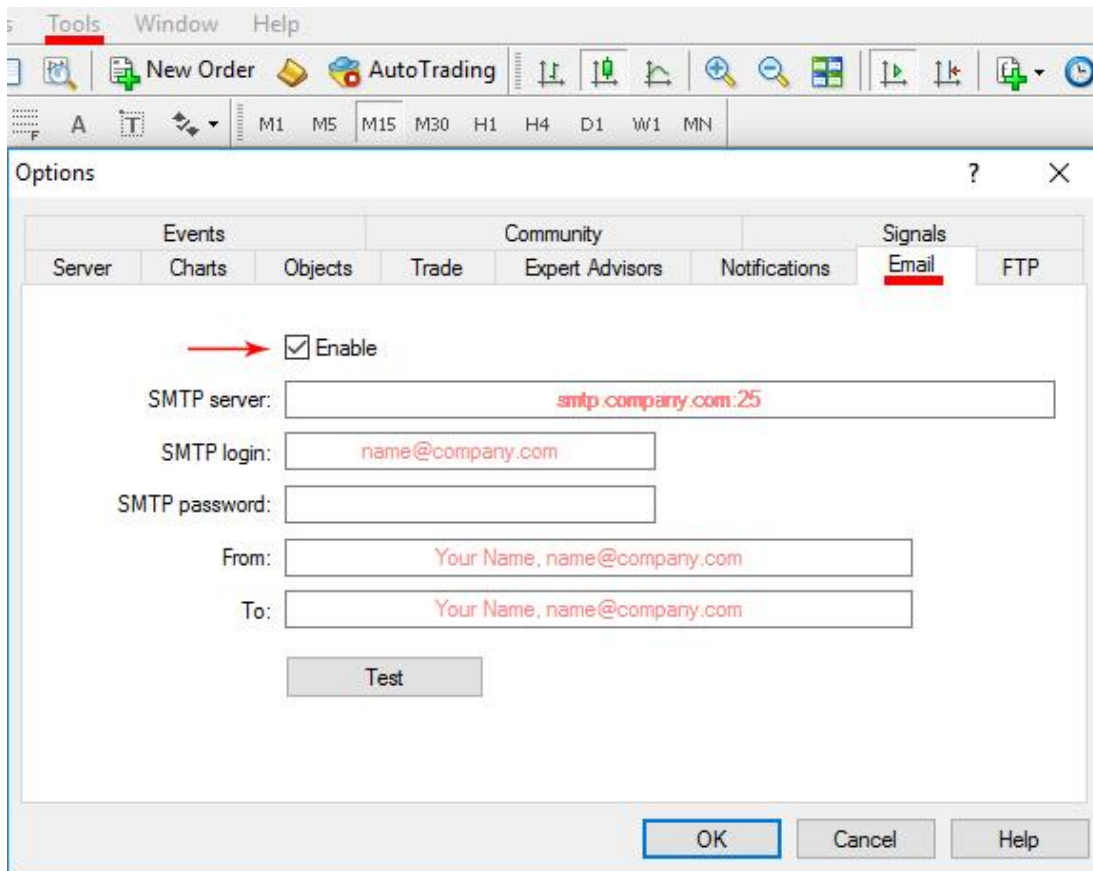 Tools Window Help
New Order AutoTrading
F A T M1 M5 M15 M30 H1 H4 D1 W1 MN
Options ?
Events Community Signals
Server Charts Objects Trade Expert Advisors Notifications Email FTP
Enable
SMTP server: smtp.company.com:25
SMTP login: name@company.com
SMTP password:
From: Your Name, name@company.com
To: Your Name, name@company.com
Test
OK Cancel Help